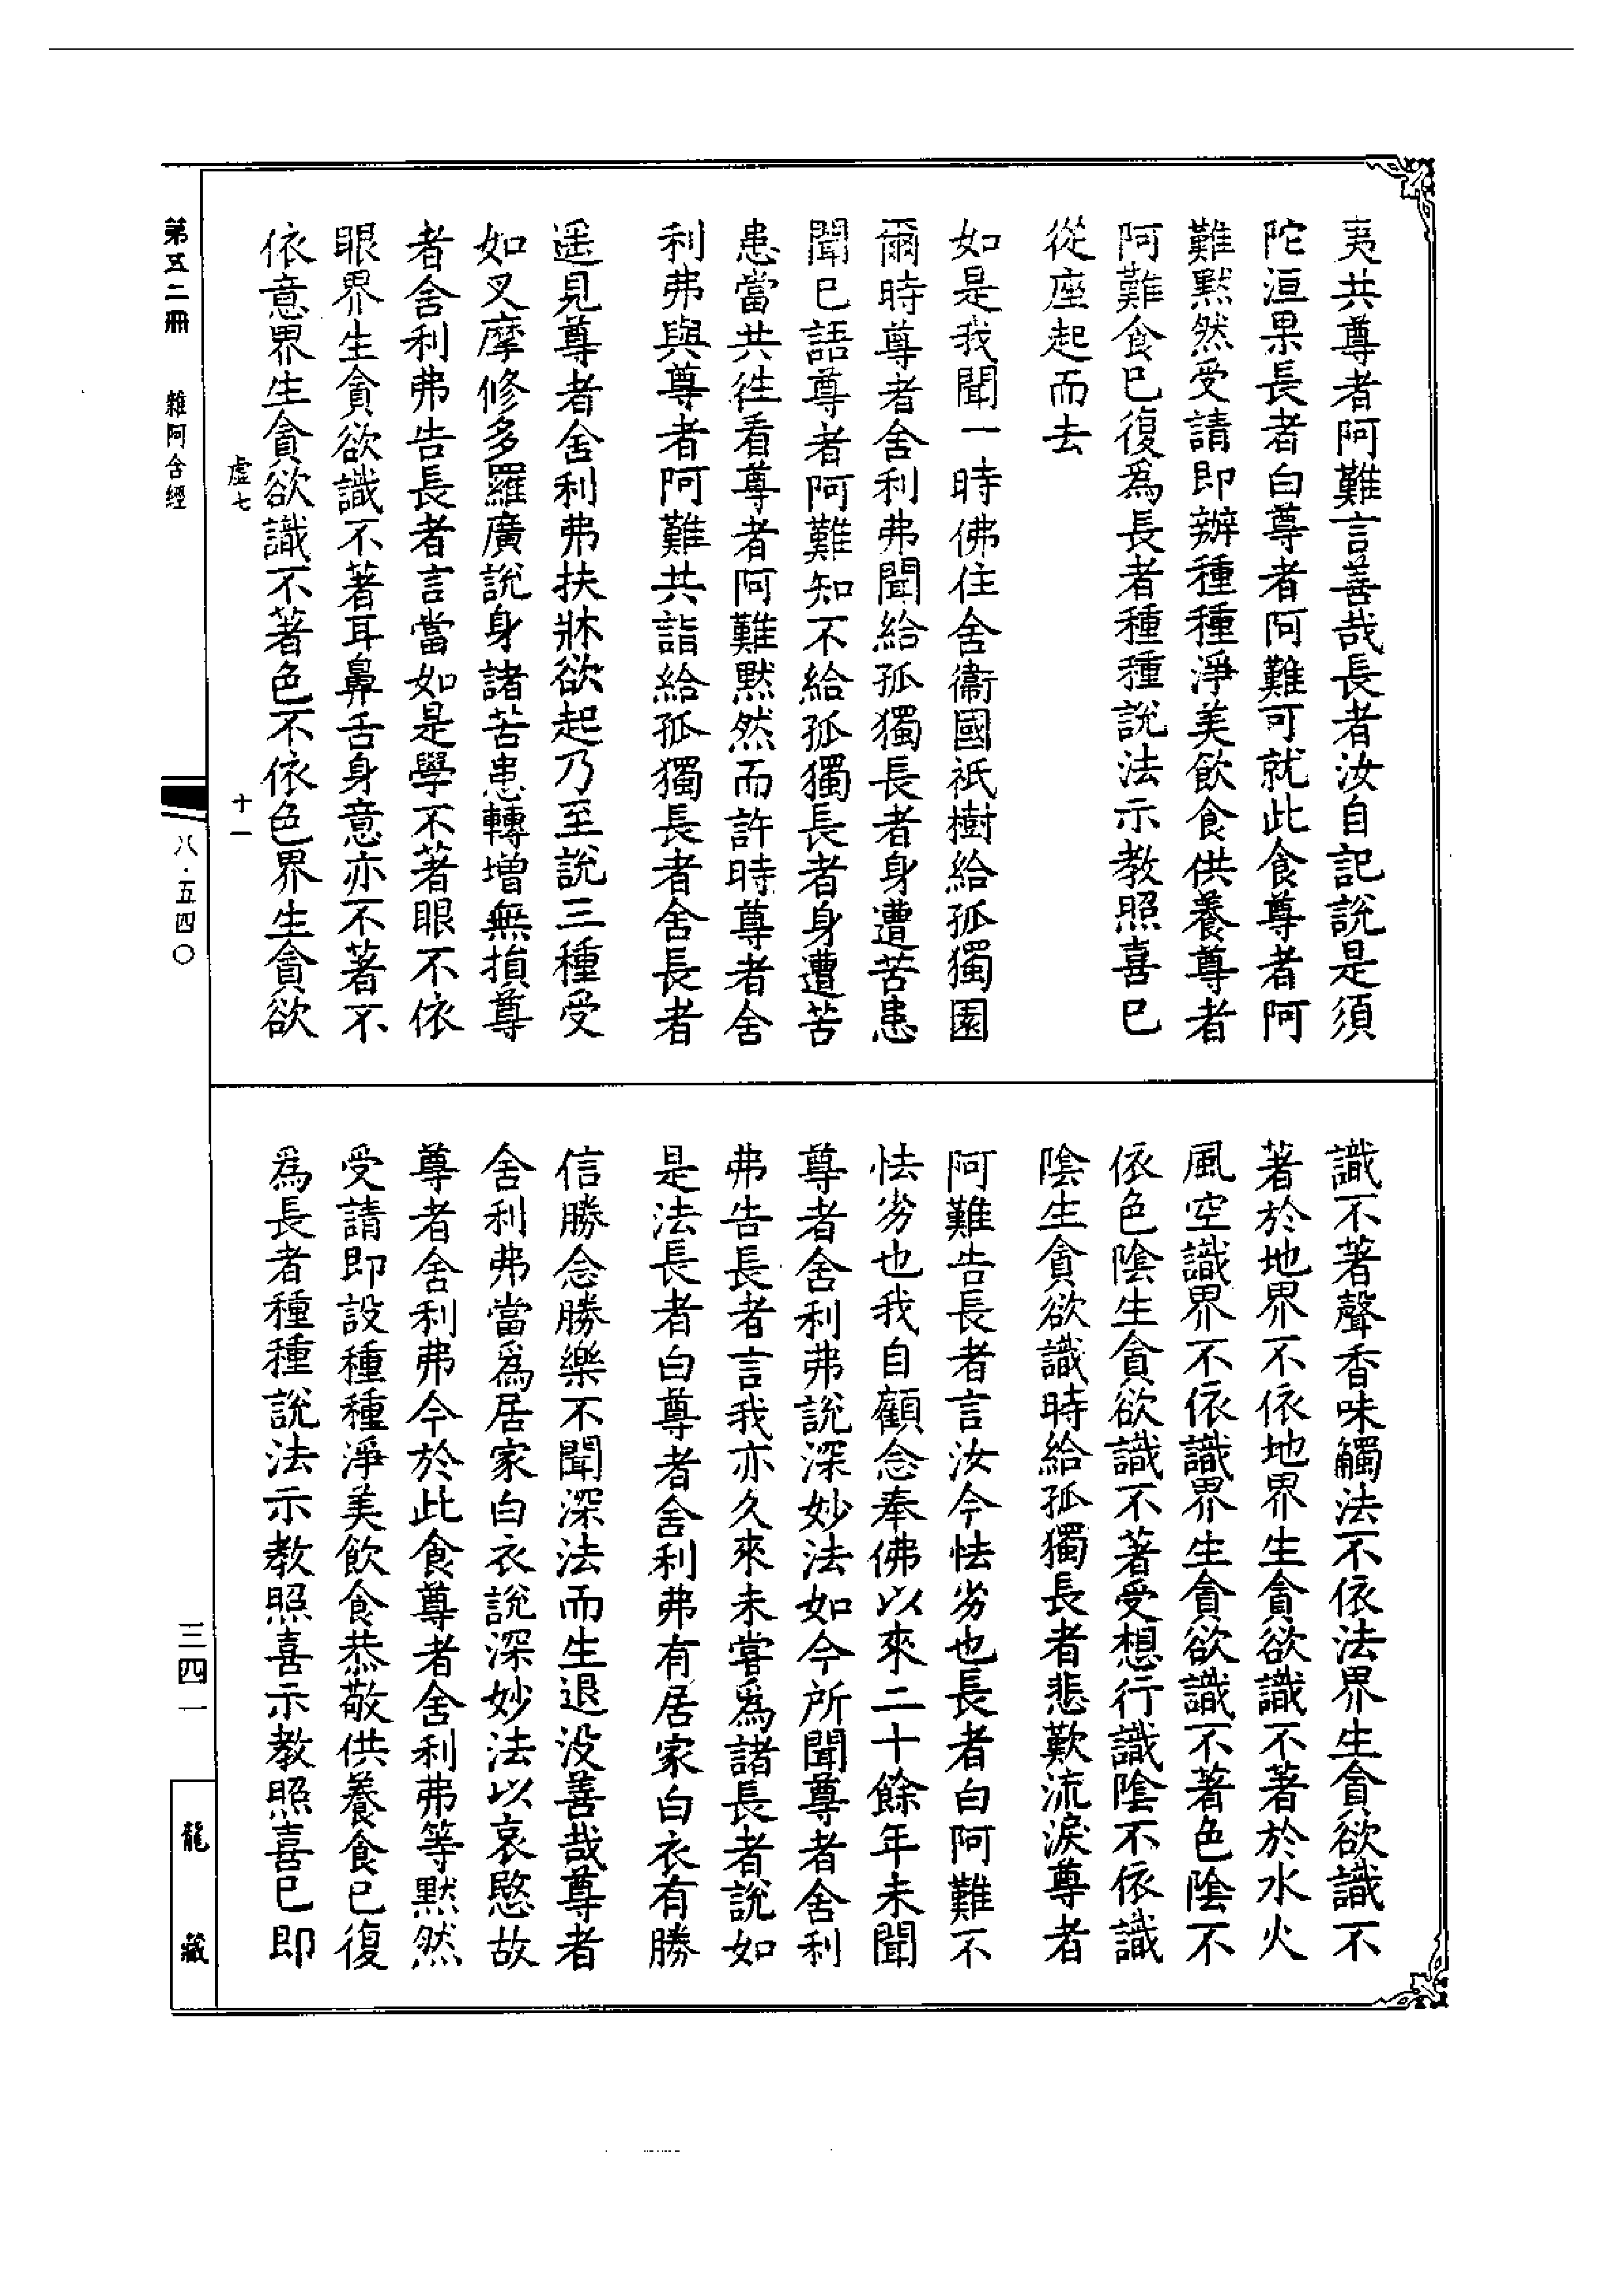 夷共尊者阿難言善哉長者汝自記說是須
陀洹果長者白尊者阿難可就此食尊者阿
難黙然受請即辦種種淨美飲食供養尊者
阿難食已復爲長者種種說法示教照喜已
從座起而去
如是我聞一時佛住舍衞國祇樹給孤獨園
爾時尊者舍利弗聞給孤獨長者身遭苦患
聞已語尊者阿難知不給孤獨長者身遭苦
患當共往看尊者阿難黙然而許時尊者舍
利弗與尊者阿難共詣給孤獨長者舍長者
遥見尊者舍利弗扶牀欲起乃至說三種受
如叉摩修多羅廣說身諸苦患轉增無損尊
者舍利弗告長者言當如是學不著眼不依
眼界生貪欲識不著耳鼻舌身意亦不著不
依意界生貪欲識不著色不依色界生貪欲
識不著聲香味觸法不依法界生貪欲識不
著於地界不依地界生貪欲識不著於水火
風空識界不依識界生貪欲識不著色陰不
依色陰生貪欲識不著受想行識陰不依識
陰生貪欲識時給孤獨長者悲歎流淚尊者
阿難告長者言汝今怯劣也長者白阿難不
怯劣也我自顧念奉佛以來二十餘年未聞
尊者舍利弗說深妙法如今所聞尊者舍利
弗告長者言我亦久來未嘗爲諸長者說如
是法長者白尊者舍利弗有居家白衣有勝
信勝念勝樂不聞深法而生退没善哉尊者
舍利弗當爲居家白衣說深妙法以哀愍故
尊者舍利弗今於此食尊者舍利弗等黙然
受請即設種種淨美飲食恭敬供養食已復
爲長者種種說法示教照喜示教照喜已即
虛七
十一
第五二冊
雜阿含經
八·五四〇
三四一
龍藏